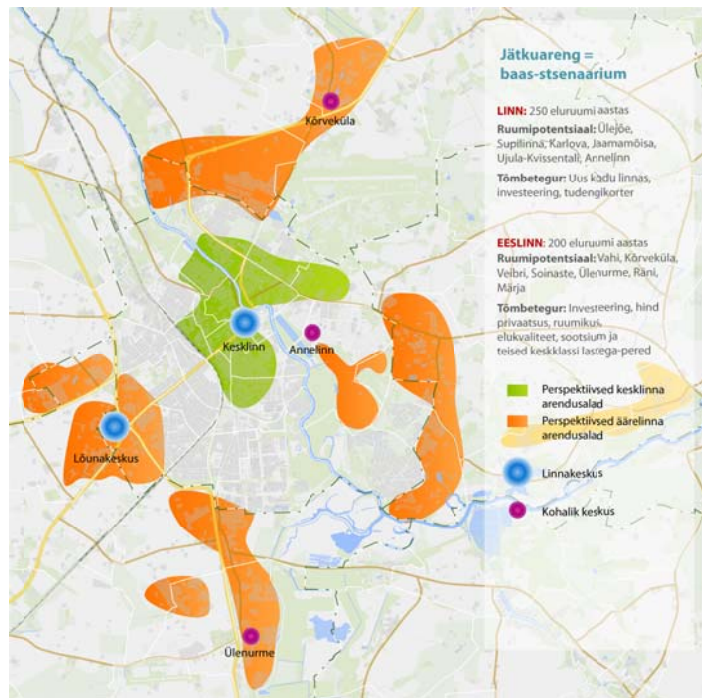 Jätkuareng =
baas-stsenaarium
LINN: 250 eluruumi aastas
Ruumipotentsiaal: Ülejõe,
Supilinna, Karlova, Jaamamõisa,
Ujula-Kvissentali, Annelinn
Tõmbetegur: Uus kodu linnas,
investeering, tudengikorter
EESLINN: 200 eluruumi aastas
Ruumipotentsiaal: Vahi, Kõrveküla,
Veibri, Soinaste, Ülenurme, Räni,
Märja
Tõmbetegur: Investeering, hind
privaatsus, ruumikus,
elukvaliteet, sootsium ja
teised keskklassi lastega-pered
Perspektiivsed kesklinna
arendusalad
Perspektiivsed äärelinna
arendusalad
Linnakeskus
Kohalik keskus
Kõrveküla
Kesklinn
Annelinn
Lõunakeskus
Ülenurme